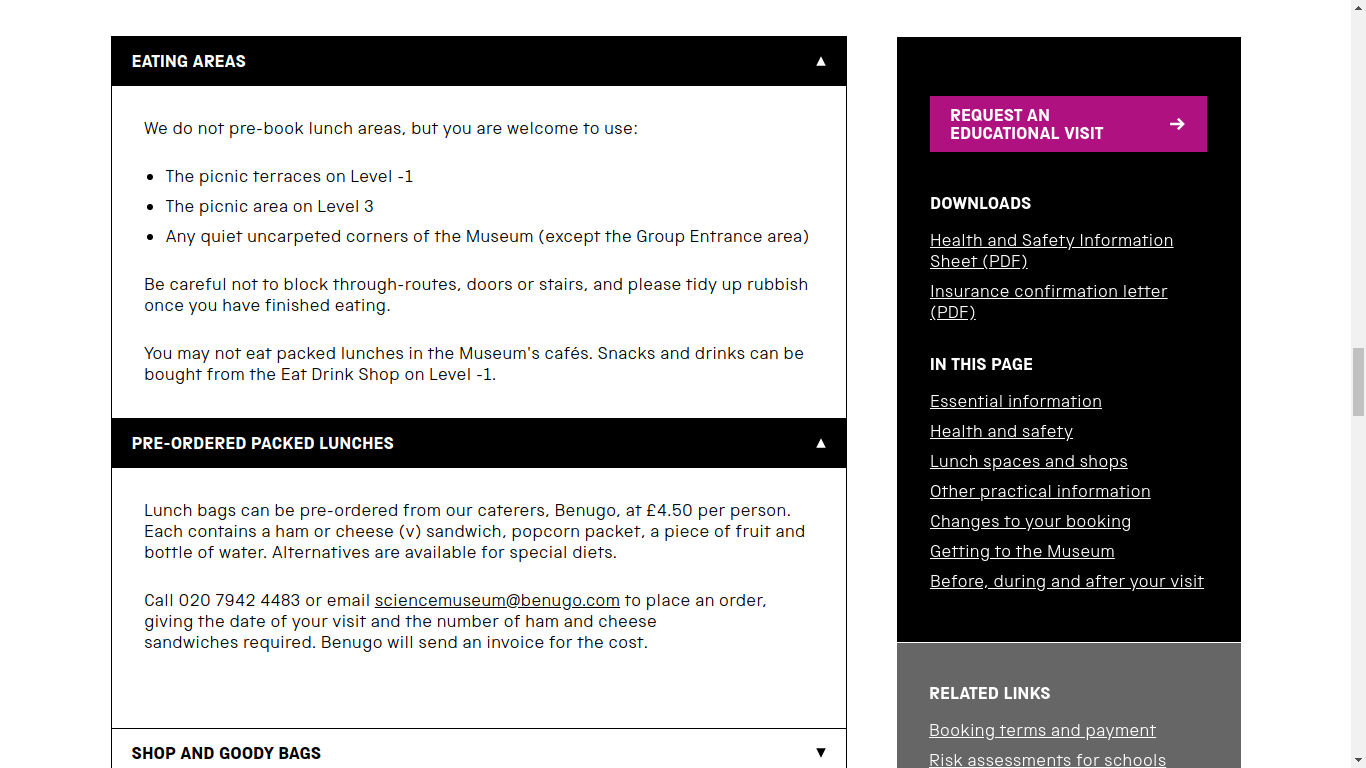 EATING AREAS ▲
We do not pre-book lunch areas, but you are welcome to use:
• The picnic terraces on Level -1
• The picnic area on Level 3
• Any quiet uncarpeted corners of the Museum (except the Group Entrance area)
Be careful not to block through-routes, doors or stairs, and please tidy up rubbish
once you have finished eating.
You may not eat packed lunches in the Museum's cafés. Snacks and drinks can be
bought from the Eat Drink Shop on Level -1.
PRE-ORDERED PACKED LUNCHES ▲
Lunch bags can be pre-ordered from our caterers, Benugo, at £4.50 per person.
Each contains a ham or cheese (v) sandwich, popcorn packet, a piece of fruit and
bottle of water. Alternatives are available for special diets.
Call 020 7942 4483 or email sciencemuseum@benugo.com to place an order,
giving the date of your visit and the number of ham and cheese
sandwiches required. Benugo will send an invoice for the cost.
SHOP AND GOODY BAGS ▼
REQUEST AN
EDUCATIONAL VISIT →
DOWNLOADS
Health and Safety Information
Sheet (PDF)
Insurance confirmation letter
(PDF)
IN THIS PAGE
Essential information
Health and safety
Lunch spaces and shops
Other practical information
Changes to your booking
Getting to the Museum
Before, during and after your visit
RELATED LINKS
Booking terms and payment
Risk assessments for schools